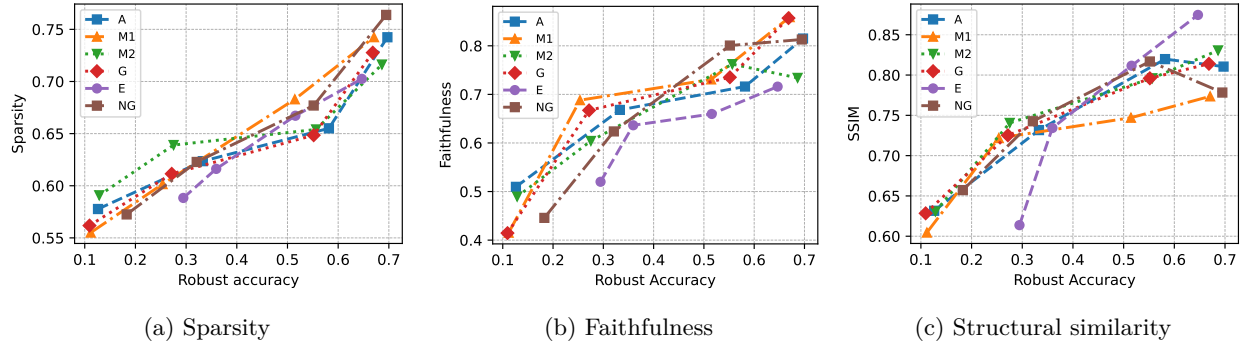 Sparsity
0.75
0.70
0.65
0.60
0.55
A
M1
M2
G
E
NG
0.1 0.2 0.3 0.4 0.5 0.6 0.7
Robust accuracy
(a) Sparsity
Faithfulness
0.8
0.7
0.6
0.5
0.4
A
M1
M2
G
E
NG
0.1 0.2 0.3 0.4 0.5 0.6 0.7
Robust Accuracy
(b) Faithfulness
SSIM
0.85
0.80
0.75
0.70
0.65
0.60
A
M1
M2
G
E
NG
0.1 0.2 0.3 0.4 0.5 0.6 0.7
Robust Accuracy
(c) Structural similarity